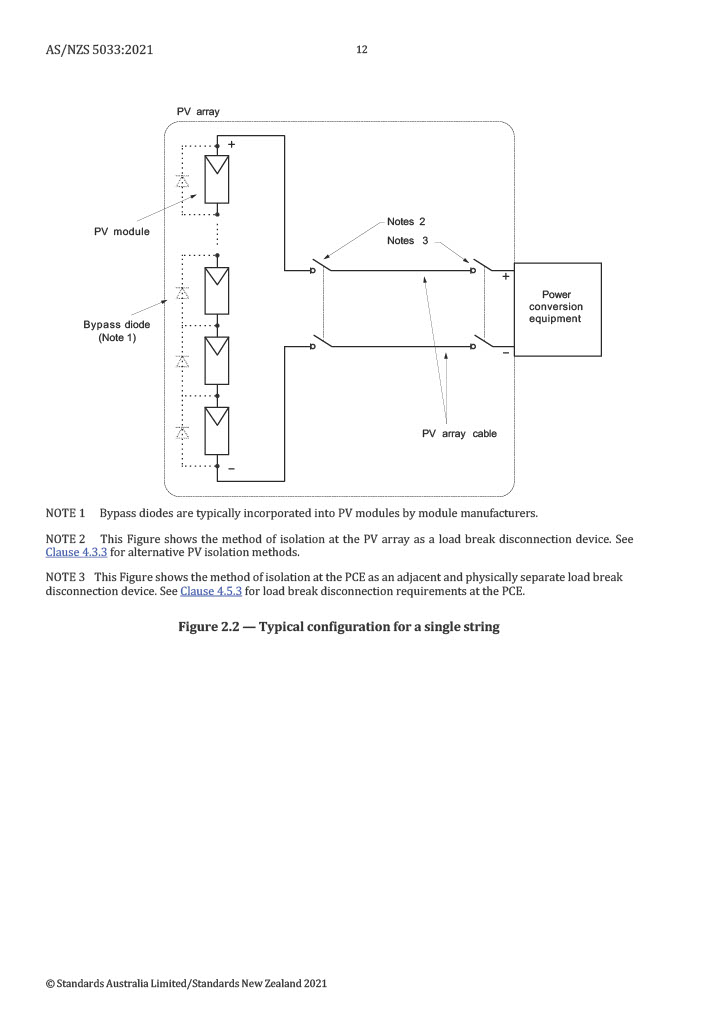 AS/NZS 5033:2021
12
PV array
+
PV module
Notes 2
Notes 3
+
Power
conversion
equipment
Bypass diode
(Note 1)
−
PV array cable
−
NOTE 1 Bypass diodes are typically incorporated into PV modules by module manufacturers.
NOTE 2 This Figure shows the method of isolation at the PV array as a load break disconnection device. See
Clause 4.3.3 for alternative PV isolation methods.
NOTE 3 This Figure shows the method of isolation at the PCE as an adjacent and physically separate load break
disconnection device. See Clause 4.5.3 for load break disconnection requirements at the PCE.
Figure 2.2 — Typical configuration for a single string
© Standards Australia Limited/Standards New Zealand 2021